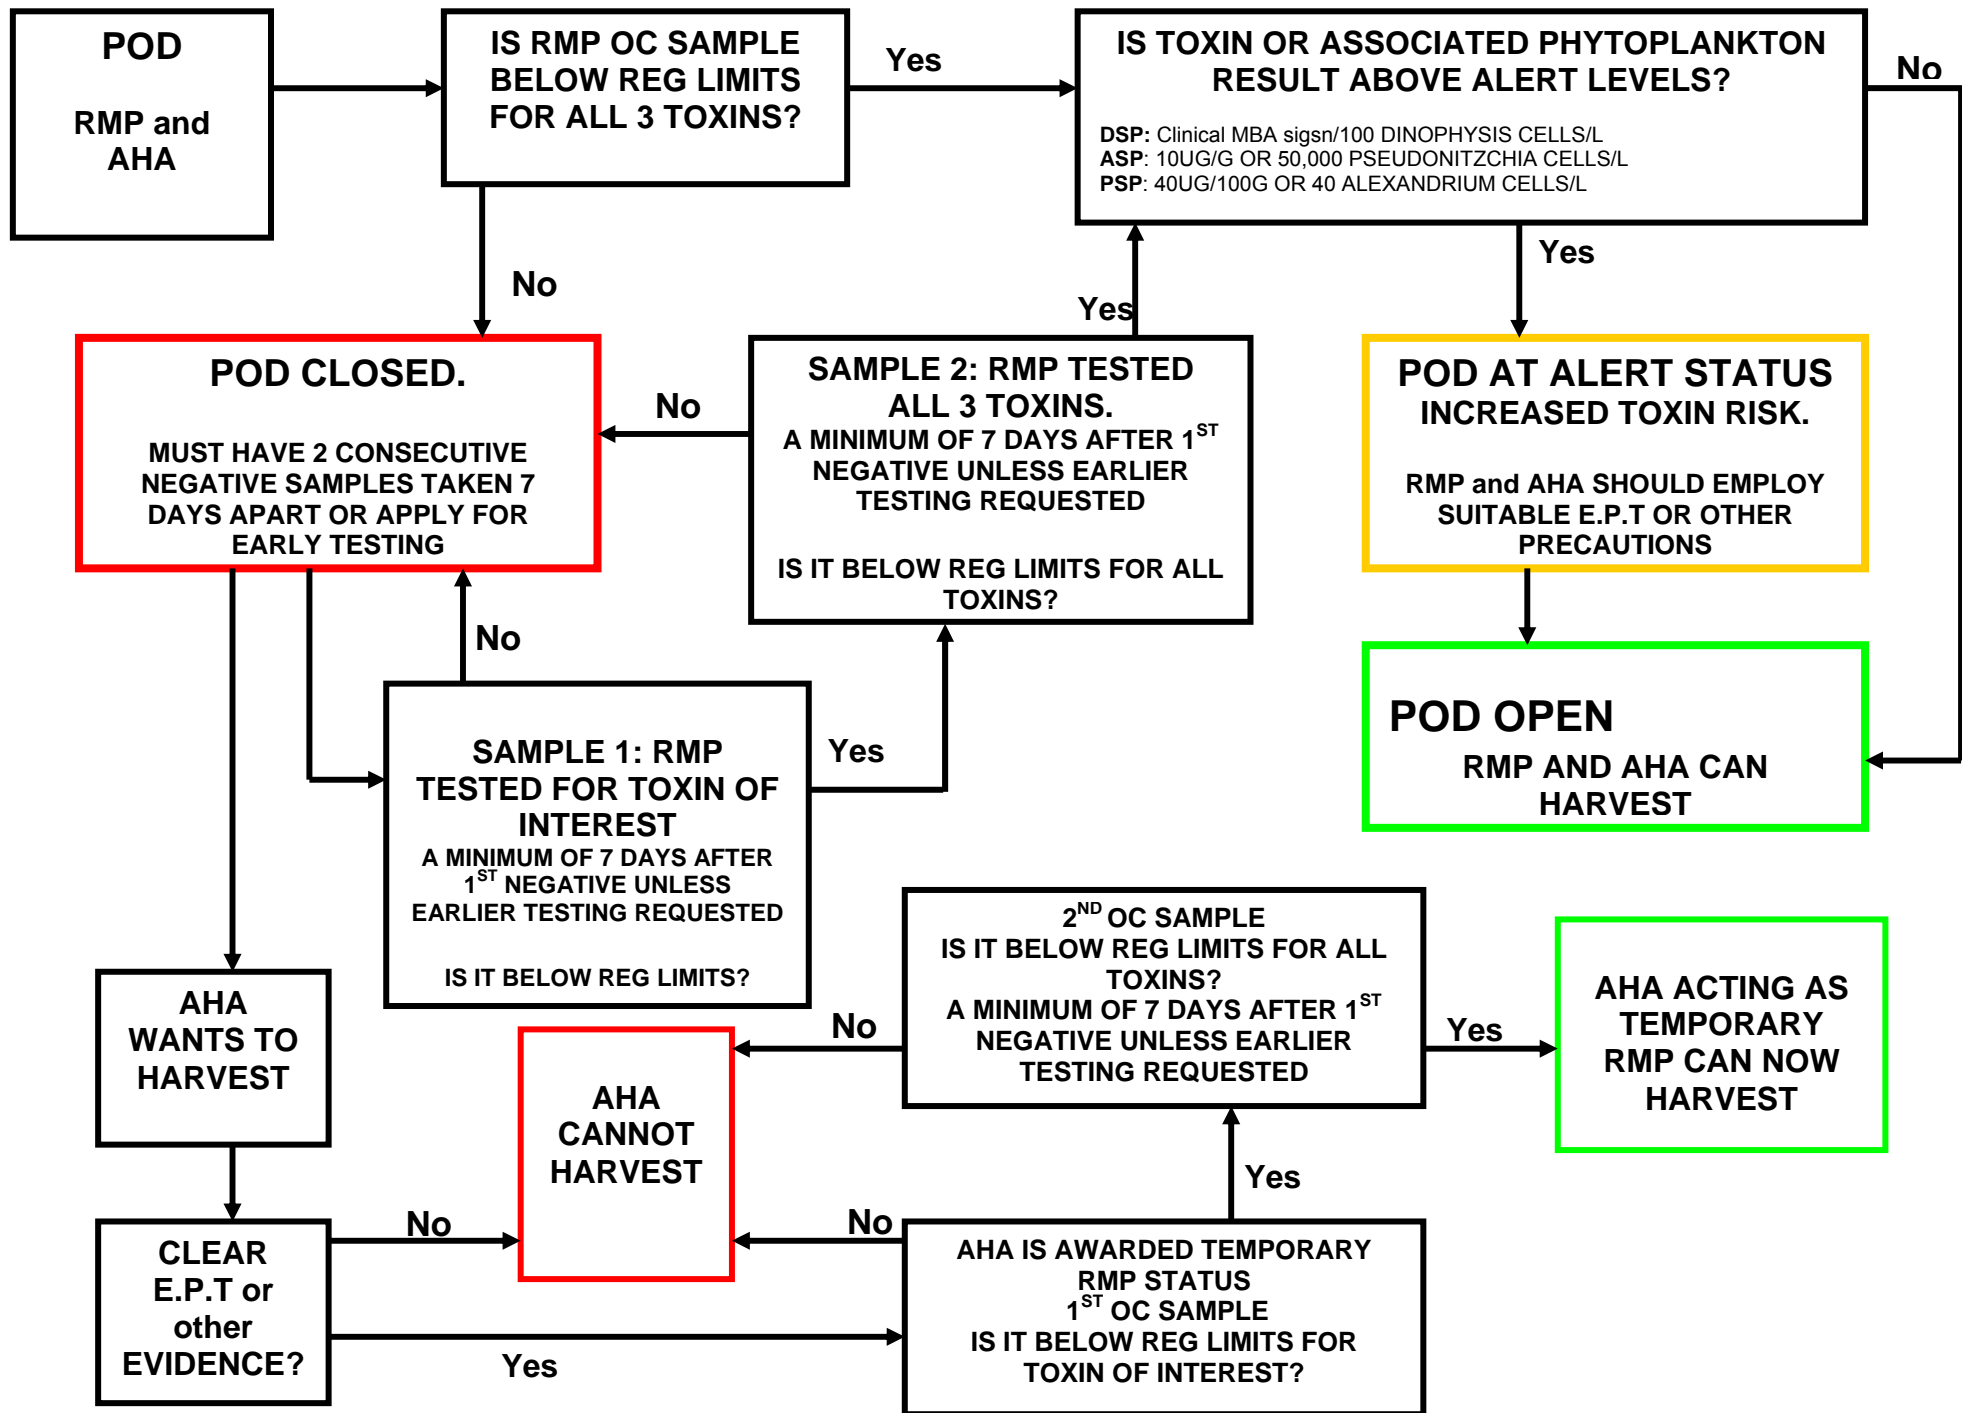 POD
RMP and
AHA
IS RMP OC SAMPLE
BELOW REG LIMITS
FOR ALL 3 TOXINS?
Yes
IS TOXIN OR ASSOCIATED PHYTOPLANKTON
RESULT ABOVE ALERT LEVELS?
DSP: Clinical MBA sigsn/100 DINOPHYSIS CELLS/L
ASP: 10UG/G OR 50,000 PSEUDONITZCHIA CELLS/L
PSP: 40UG/100G OR 40 ALEXANDRIUM CELLS/L
No
No
Yes
Yes
POD CLOSED.
MUST HAVE 2 CONSECUTIVE
NEGATIVE SAMPLES TAKEN 7
DAYS APART OR APPLY FOR
EARLY TESTING
No
SAMPLE 2: RMP TESTED
ALL 3 TOXINS.
A MINIMUM OF 7 DAYS AFTER 1ST
NEGATIVE UNLESS EARLIER
TESTING REQUESTED
IS IT BELOW REG LIMITS FOR ALL
TOXINS?
POD AT ALERT STATUS
INCREASED TOXIN RISK.
RMP and AHA SHOULD EMPLOY
SUITABLE E.P.T OR OTHER
PRECAUTIONS
No
POD OPEN
RMP AND AHA CAN
HARVEST
SAMPLE 1: RMP
TESTED FOR TOXIN OF
INTEREST
A MINIMUM OF 7 DAYS AFTER
1ST NEGATIVE UNLESS
EARLIER TESTING REQUESTED
IS IT BELOW REG LIMITS?
Yes
AHA
WANTS TO
HARVEST
AHA
CANNOT
HARVEST
No
2ND OC SAMPLE
IS IT BELOW REG LIMITS FOR ALL
TOXINS?
A MINIMUM OF 7 DAYS AFTER 1ST
NEGATIVE UNLESS EARLIER
TESTING REQUESTED
Yes
AHA ACTING AS
TEMPORARY
RMP CAN NOW
HARVEST
Yes
CLEAR
E.P.T or
other
EVIDENCE?
No
No
Yes
AHA IS AWARDED TEMPORARY
RMP STATUS
1ST OC SAMPLE
IS IT BELOW REG LIMITS FOR
TOXIN OF INTEREST?